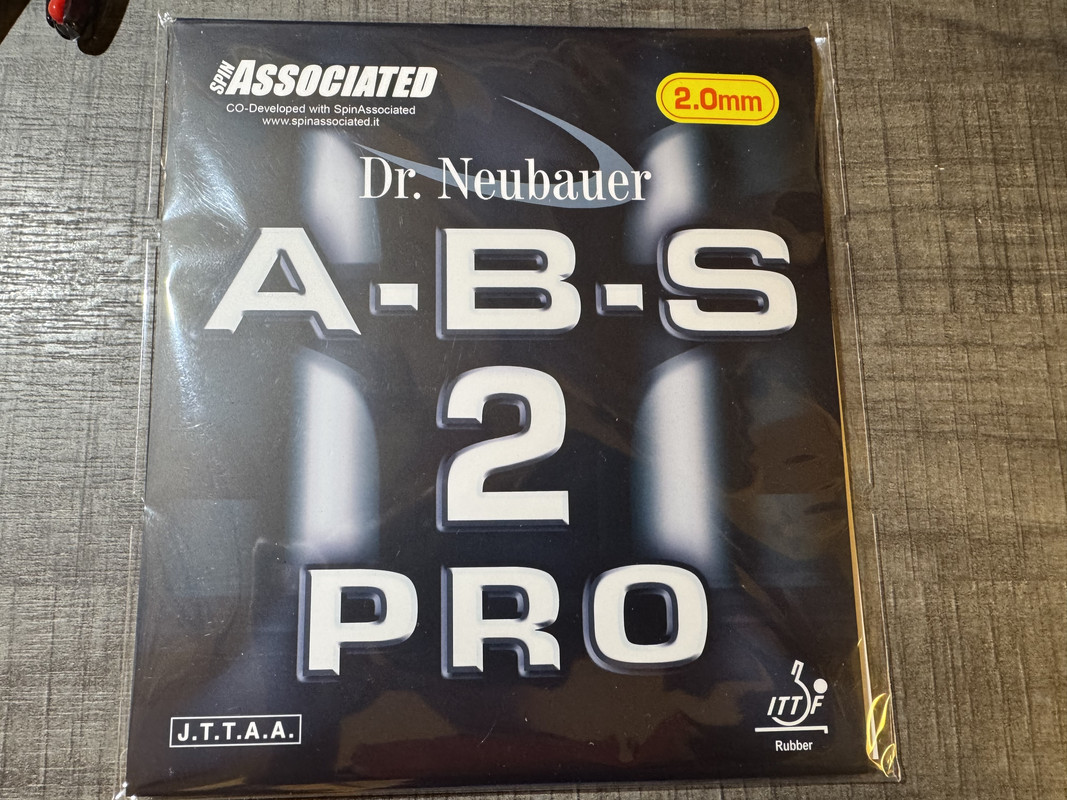 SPIN ASSOCIATED
CO-Developed with SpinAssociated
www.spinassociated.it
2.0mm
Dr. Neubauer
A-B-S
2
PRO
J.T.T.A.A.
ITTF
Rubber